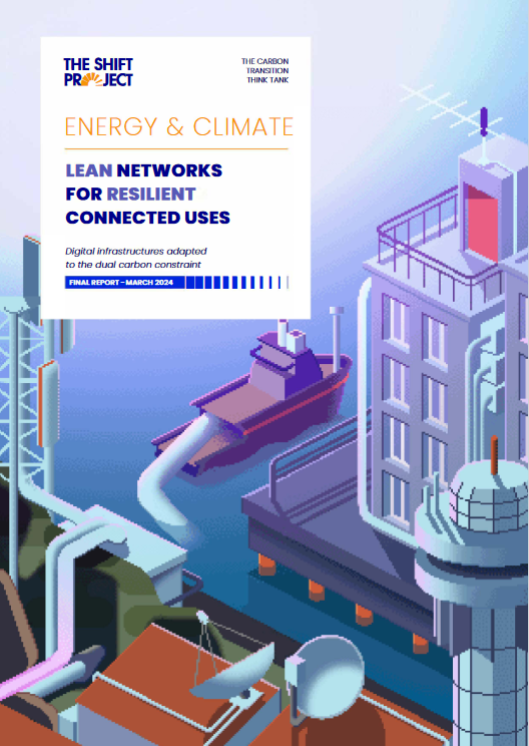 THE SHIFT
PROJECT
THE CARBON
TRANSITION
THINK TANK
ENERGY & CLIMATE
LEAN NETWORKS
FOR RESILIENT
CONNECTED USES
Digital infrastructures adapted
to the dual carbon constraint
FINAL REPORT – MARCH 2024